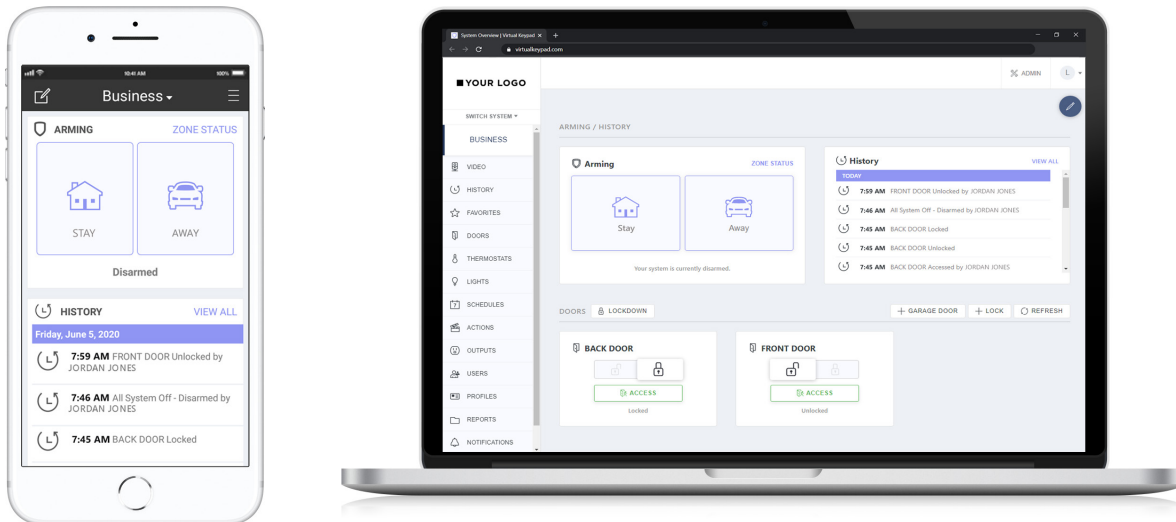 10:41 AM
100%
Business
ARMING
ZONE STATUS
STAY
AWAY
Disarmed
HISTORY
VIEW ALL
Friday, June 5, 2020
7:59 AM FRONT DOOR Unlocked by
JORDAN JONES
7:46 AM All System Off - Disarmed by
JORDAN JONES
7:45 AM BACK DOOR Locked
System Overview | Virtual Keypad
virtualkeypad.com
YOUR LOGO
ADMIN
L
SWITCH SYSTEM
BUSINESS
VIDEO
HISTORY
FAVORITES
DOORS
THERMOSTATS
LIGHTS
SCHEDULES
ACTIONS
OUTPUTS
USERS
PROFILES
REPORTS
NOTIFICATIONS
ARMING / HISTORY
Arming
ZONE STATUS
Stay
Away
Your system is currently disarmed.
History
VIEW ALL
TODAY
7:59 AM FRONT DOOR Unlocked by JORDAN JONES
7:46 AM All System Off - Disarmed by JORDAN JONES
7:45 AM BACK DOOR Locked
7:45 AM BACK DOOR Unlocked
7:45 AM BACK DOOR Accessed by JORDAN JONES
DOORS
LOCKDOWN
+ GARAGE DOOR
+ LOCK
REFRESH
BACK DOOR
ACCESS
Locked
FRONT DOOR
ACCESS
Unlocked